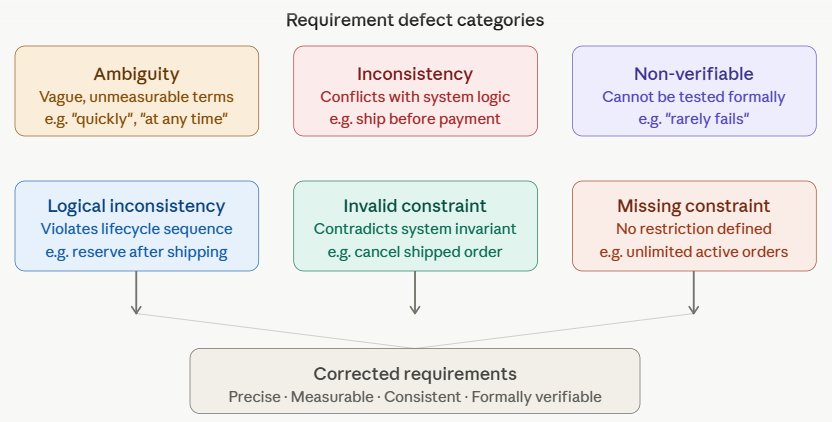 Requirement defect categories
Ambiguity
Vague, unmeasurable terms
e.g. "quickly", "at any time"
Inconsistency
Conflicts with system logic
e.g. ship before payment
Non-verifiable
Cannot be tested formally
e.g. "rarely fails"
Logical inconsistency
Violates lifecycle sequence
e.g. reserve after shipping
Invalid constraint
Contradicts system invariant
e.g. cancel shipped order
Missing constraint
No restriction defined
e.g. unlimited active orders
Corrected requirements
Precise · Measurable · Consistent · Formally verifiable